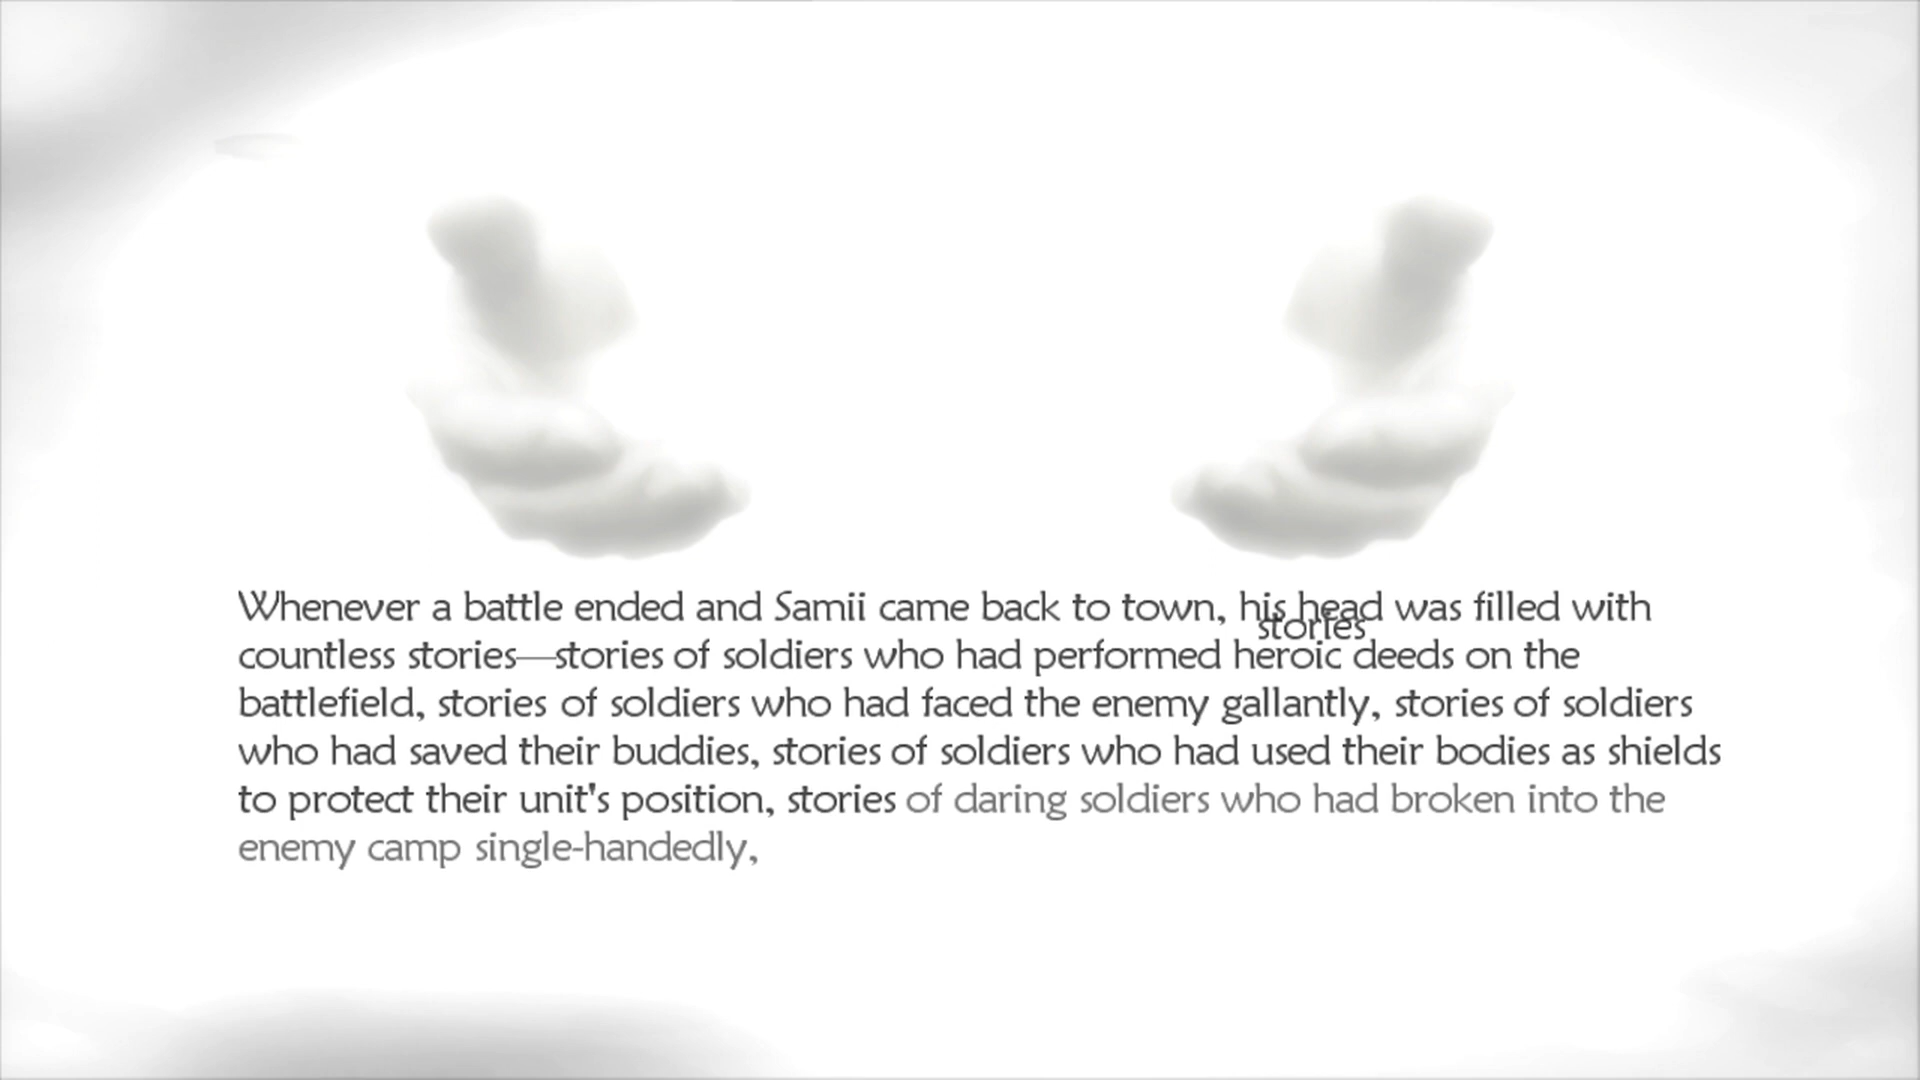 Whenever a battle ended and Samii came back to town, his head was filled with
stories
countless stories—stories of soldiers who had performed heroic deeds on the
battlefield, stories of soldiers who had faced the enemy gallantly, stories of soldiers
who had saved their buddies, stories of soldiers who had used their bodies as shields
to protect their unit's position, stories of daring soldiers who had broken into the
enemy camp single-handedly,